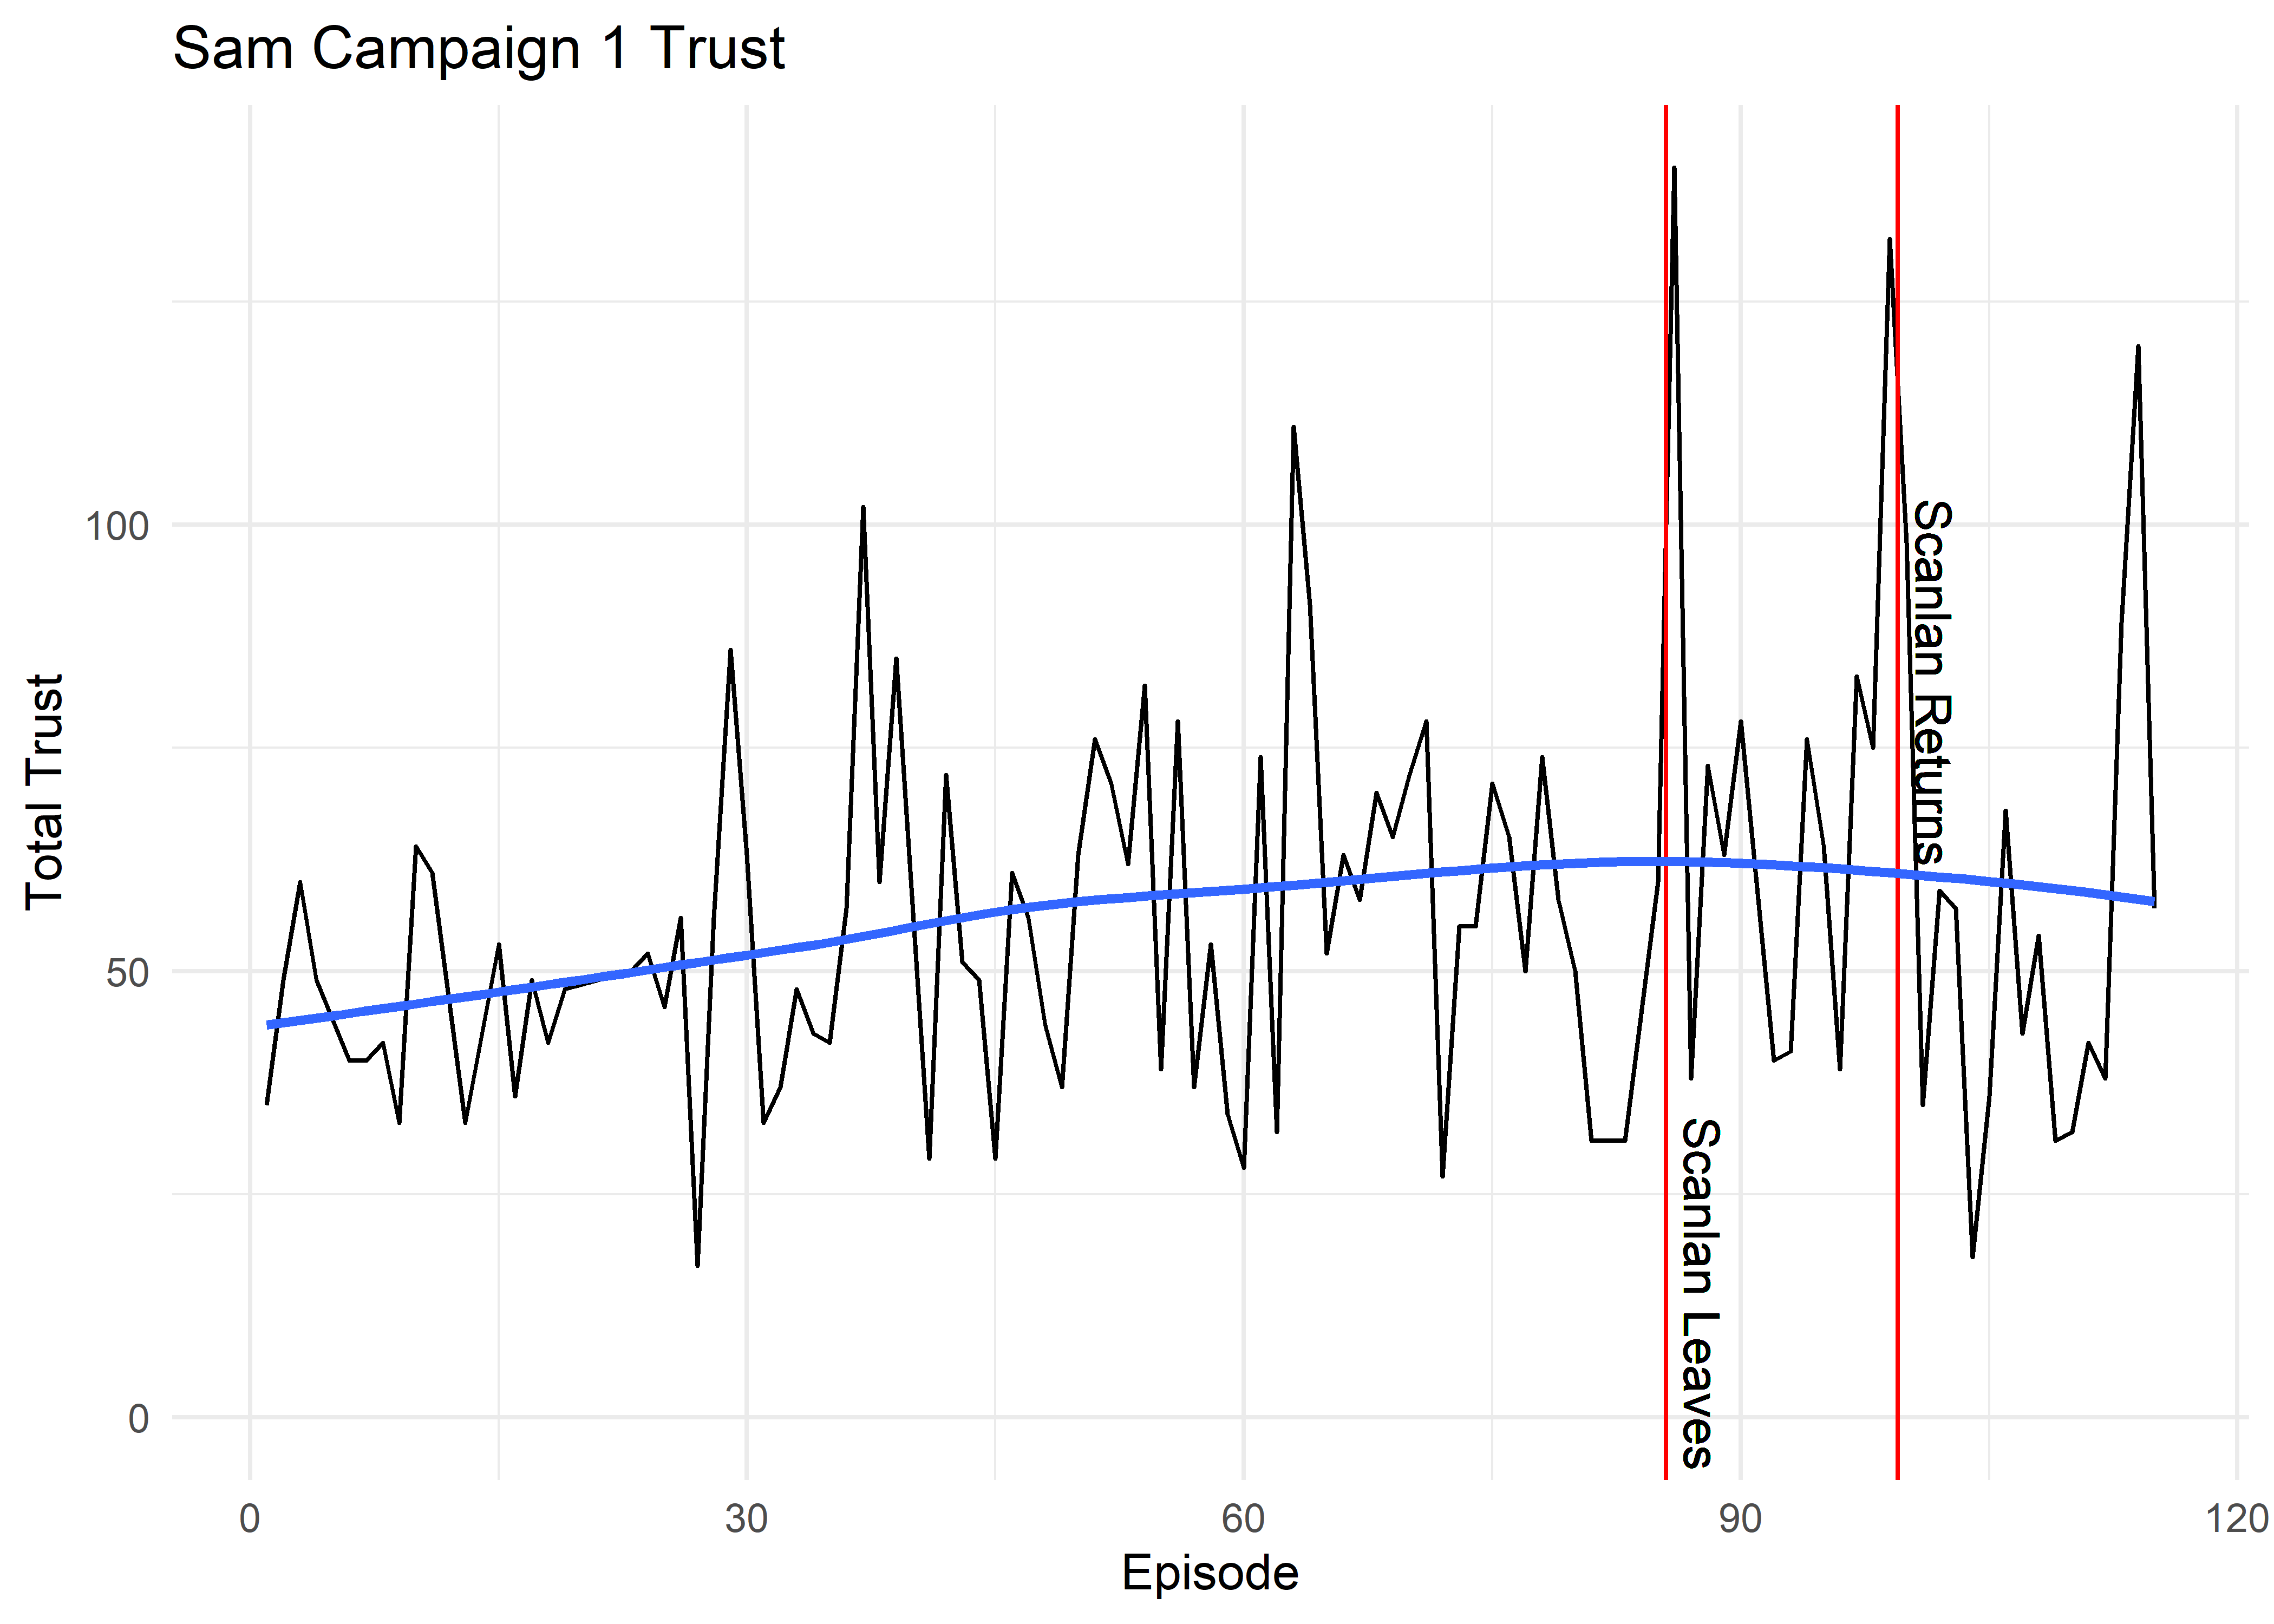 Sam Campaign 1 Trust
Total Trust
100
50
0
Scanlan Leaves
Scanlan Returns
0
30
60
90
120
Episode